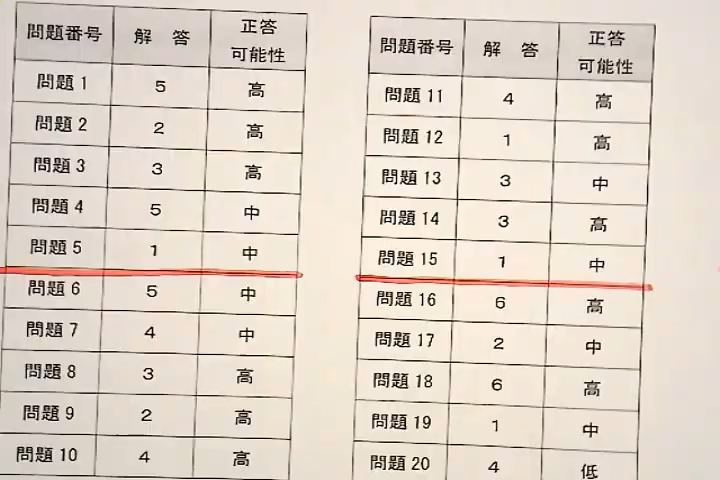 問題番号 解 答 正答可能性
問題 1 5 高
問題 2 2 高
問題 3 3 高
問題 4 5 中
問題 5 1 中
問題 6 5 中
問題 7 4 中
問題 8 3 高
問題 9 2 高
問題 10 4 高
問題番号 解 答 正答可能性
問題 11 4 高
問題 12 1 高
問題 13 3 中
問題 14 3 高
問題 15 1 中
問題 16 6 高
問題 17 2 中
問題 18 6 高
問題 19 1 中
問題 20 4 低